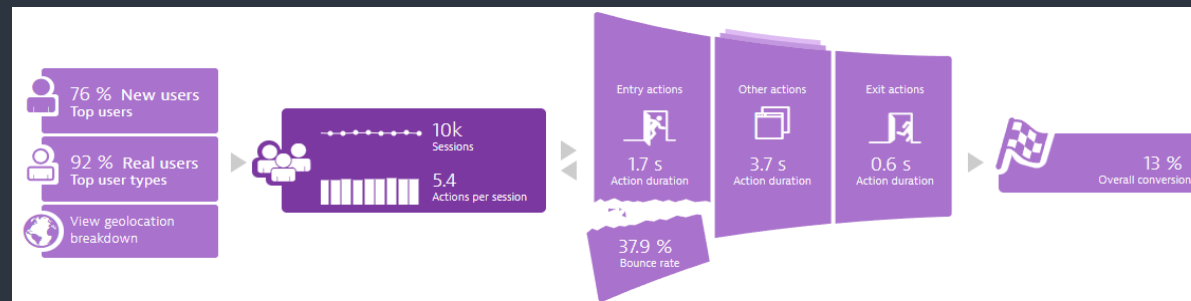 76 % New users
Top users
92 % Real users
Top user types
View geolocation
breakdown
10k
Sessions
5.4
Actions per session
Entry actions
1.7 s
Action duration
37.9 %
Bounce rate
Other actions
3.7 s
Action duration
Exit actions
0.6 s
Action duration
13 %
Overall conversion